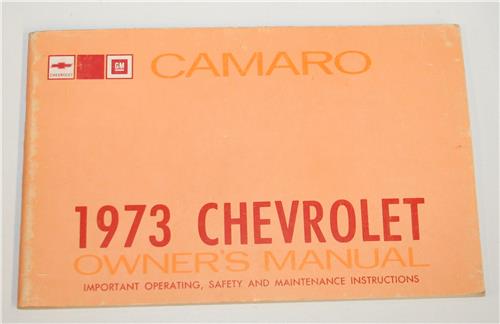 CHEVROLET
GM
CAMARO
1973 CHEVROLET
OWNER'S MANUAL
IMPORTANT OPERATING, SAFETY AND MAINTENANCE INSTRUCTIONS